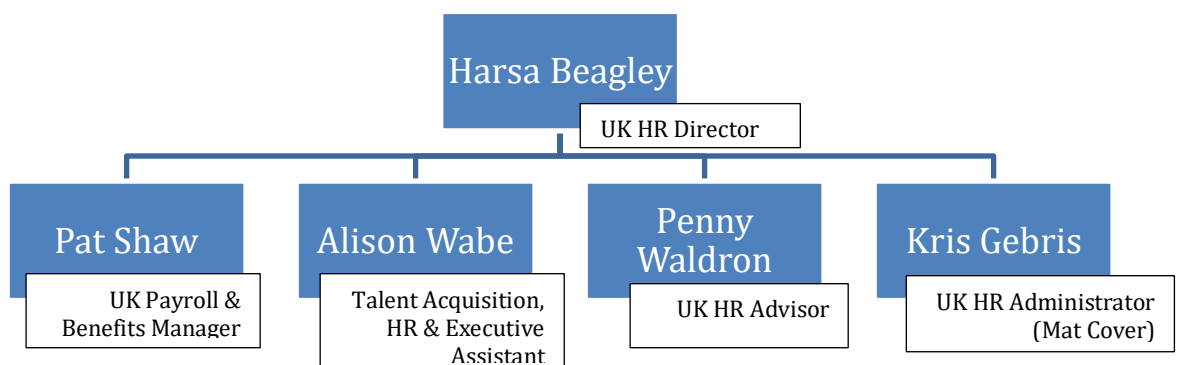 Harsa Beagley
UK HR Director
Pat Shaw
UK Payroll &
Benefits Manager
Alison Wabe
Talent Acquisition,
HR & Executive
Assistant
Penny
Waldron
UK HR Advisor
Kris Gebris
UK HR Administrator
(Mat Cover)